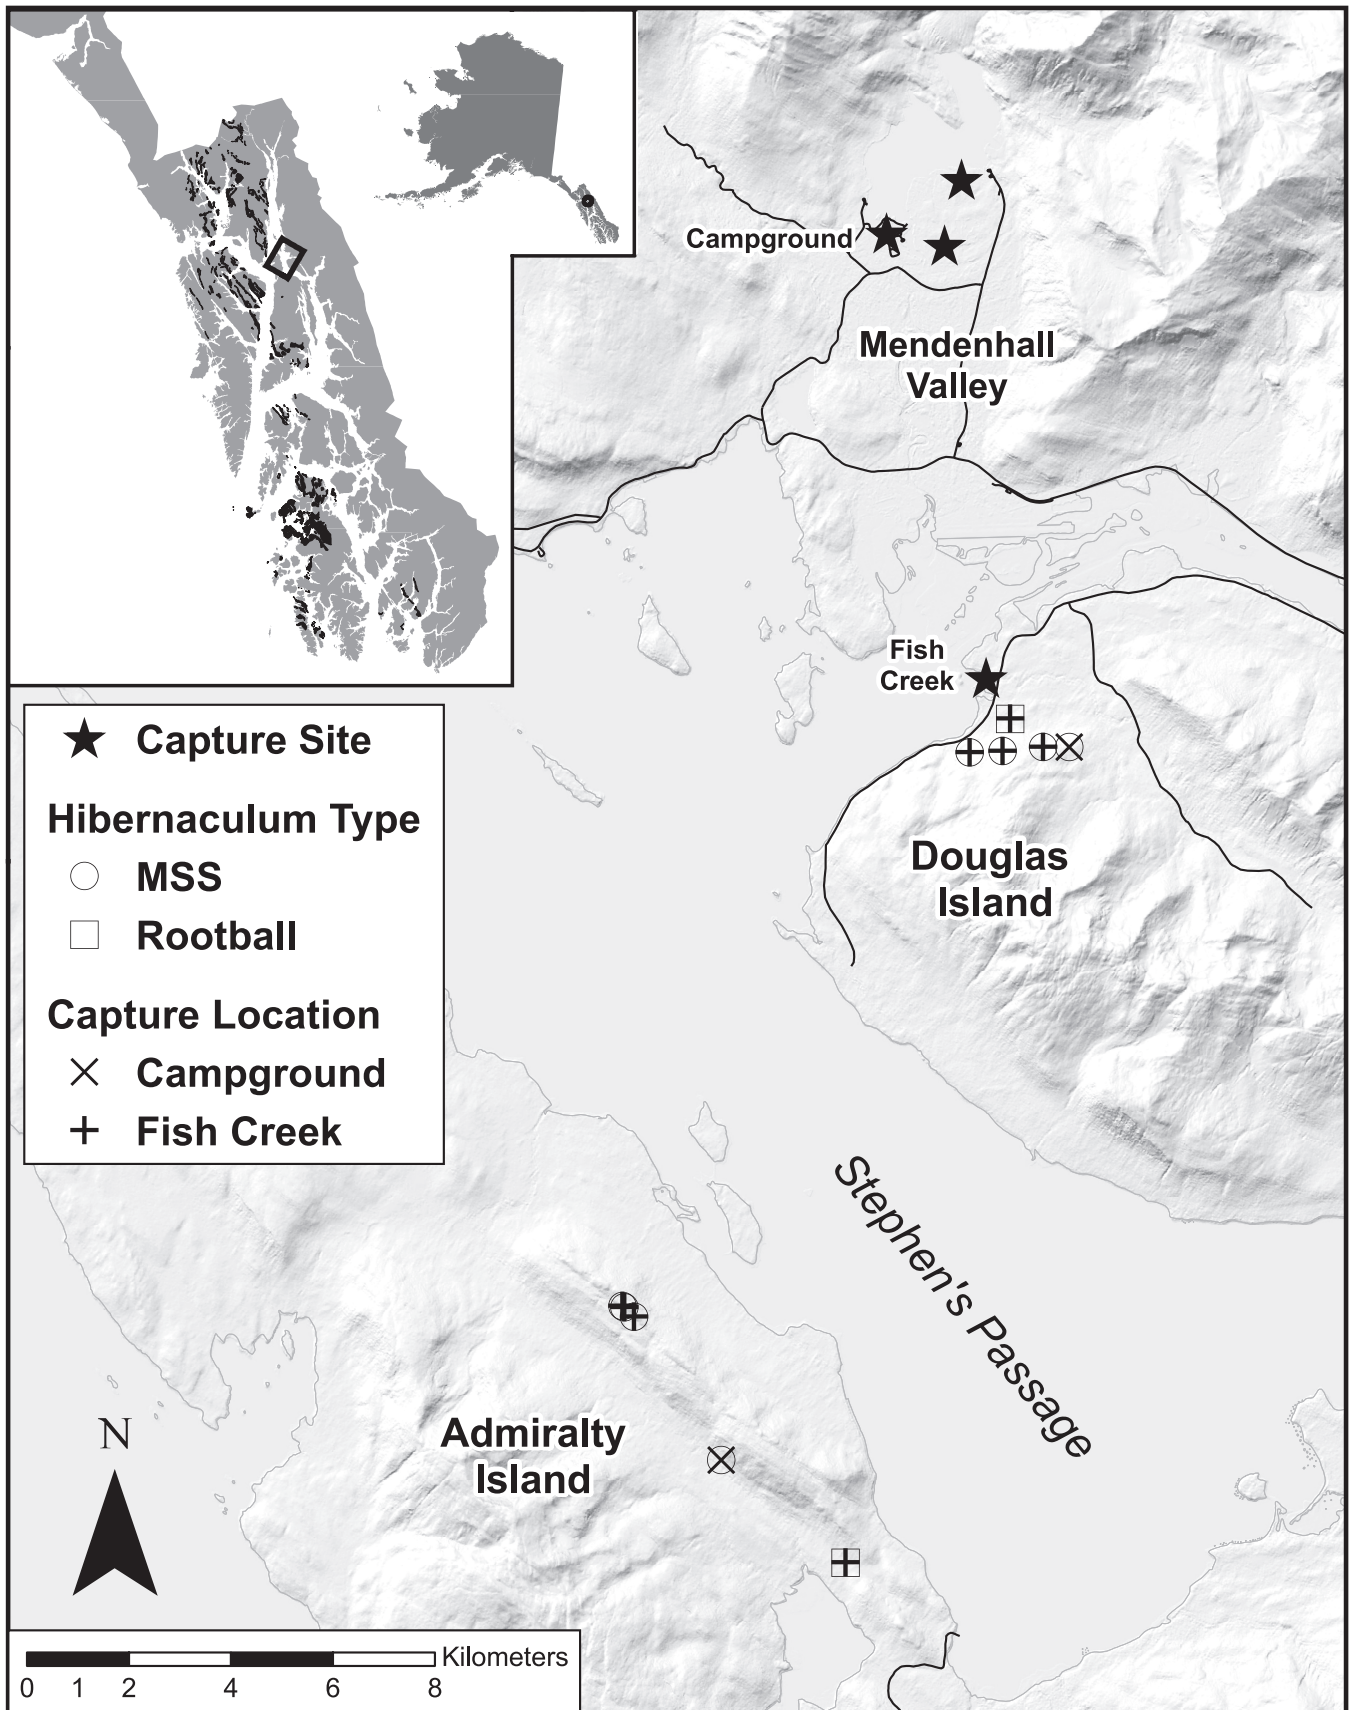 Campground
Mendenhall
Valley
Fish
Creek
Capture Site
Hibernaculum Type
MSS
Rootball
Capture Location
Campground
Fish Creek
Douglas
Island
Stephen's Passage
Admiralty
Island
N
Kilometers
0 1 2 4 6 8